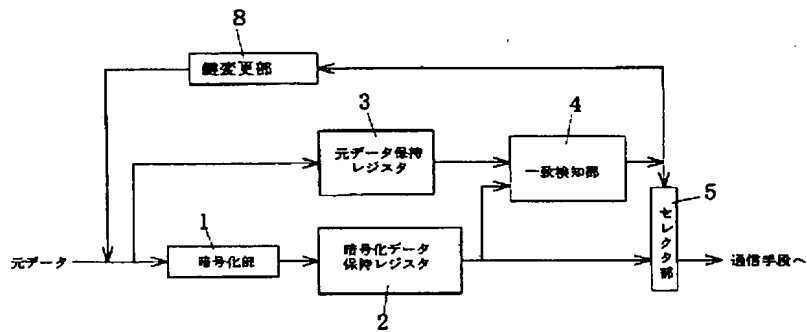 8
鍵変更部
3
元データ保持
レジスタ
4
一致検知部
5
セレクタ部
1
元データ
暗号化部
暗号化データ
保持レジスタ
2
通信手段へ